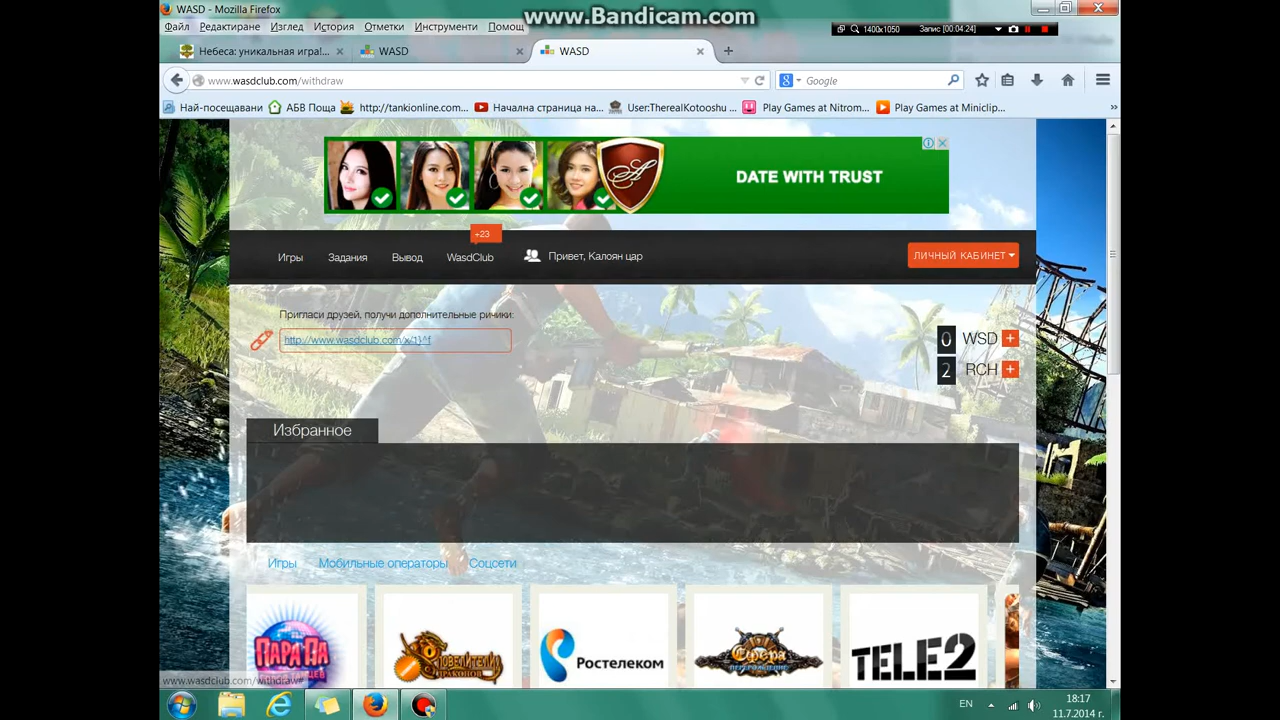 WASD - Mozilla Firefox
www.Bandicam.com
Файл Редактиране Изглед История Отметки Инструменти Помощ
1400x1050 Запис [00:04:24]
Небеса: уникальная игра!... WASD WASD
www.wasdclub.com/withdraw
Google
Най-посещавани АБВ Поща http://tankionline.com... Начална страница на... User:TherealKotooshu ... Play Games at Nitrom... Play Games at Miniclip...
DATE WITH TRUST
+23
Игры Задания Вывод WasdClub Привет, Калоян цар ЛИЧНЫЙ КАБИНЕТ
Пригласи друзей, получи дополнительные ричики:
0 WSD +
2 RCH +
Избранное
Игры Мобильные операторы Соцсети
ПАРА ПА
ПОВЕЛИТЕЛИ ДРАКОНОВ
Ростелеком
Сфера
ПЕРЕРОЖДЕНИЕ
TELE2
www.wasdclub.com/withdraw#
EN
18:17
11.7.2014 г.